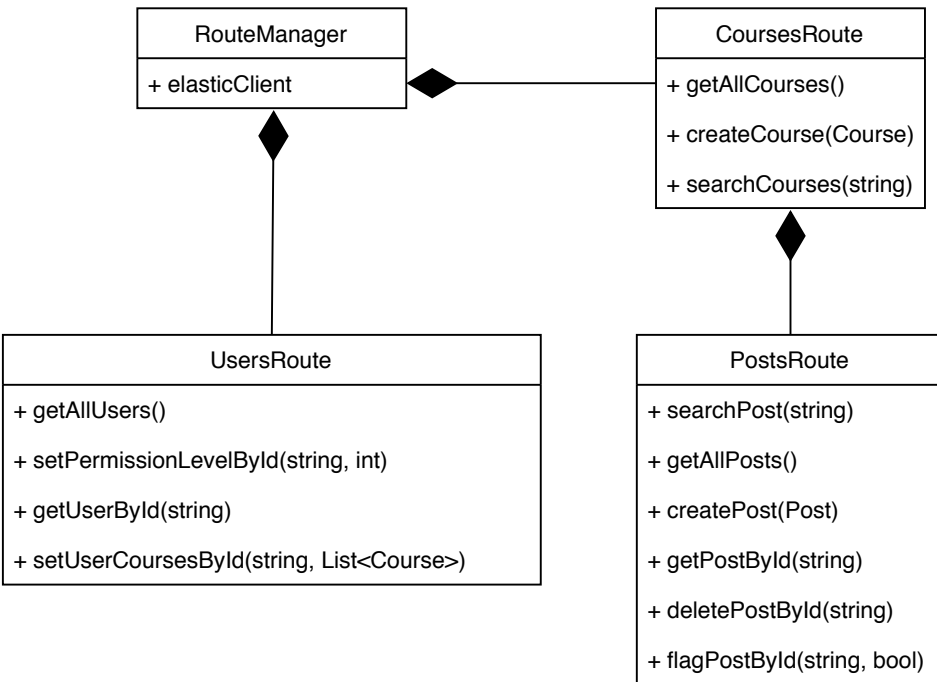 RouteManager
+ elasticClient
CoursesRoute
+ getAllCourses()
+ createCourse(Course)
+ searchCourses(string)
UsersRoute
+ getAllUsers()
+ setPermissionLevelById(string, int)
+ getUserById(string)
+ setUserCoursesById(string, List<Course>)
PostsRoute
+ searchPost(string)
+ getAllPosts()
+ createPost(Post)
+ getPostById(string)
+ deletePostById(string)
+ flagPostById(string, bool)